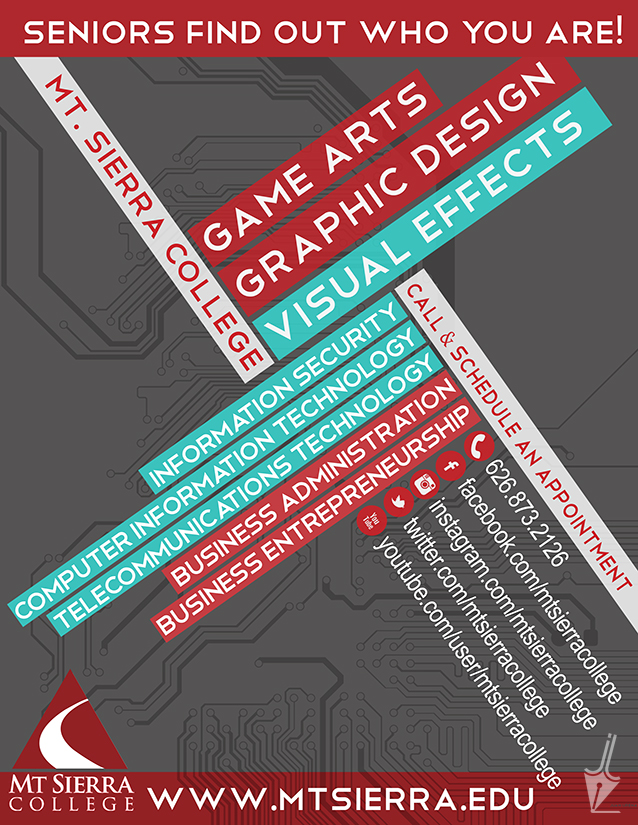 SENIORS FIND OUT WHO YOU ARE!
MT. SIERRA COLLEGE
GAME ARTS
GRAPHIC DESIGN
VISUAL EFFECTS
INFORMATION SECURITY
COMPUTER INFORMATION TECHNOLOGY
TELECOMMUNICATIONS TECHNOLOGY
BUSINESS ADMINISTRATION
BUSINESS ENTREPRENEURSHIP
CALL & SCHEDULE AN APPOINTMENT
626.873.2126
facebook.com/mtsierracollege
instagram.com/mtsierracollege
twitter.com/mtsierracollege
You Tube
youtube.com/user/mtsierracollege
MT SIERRA
COLLEGE
WWW.MTSIERRA.EDU